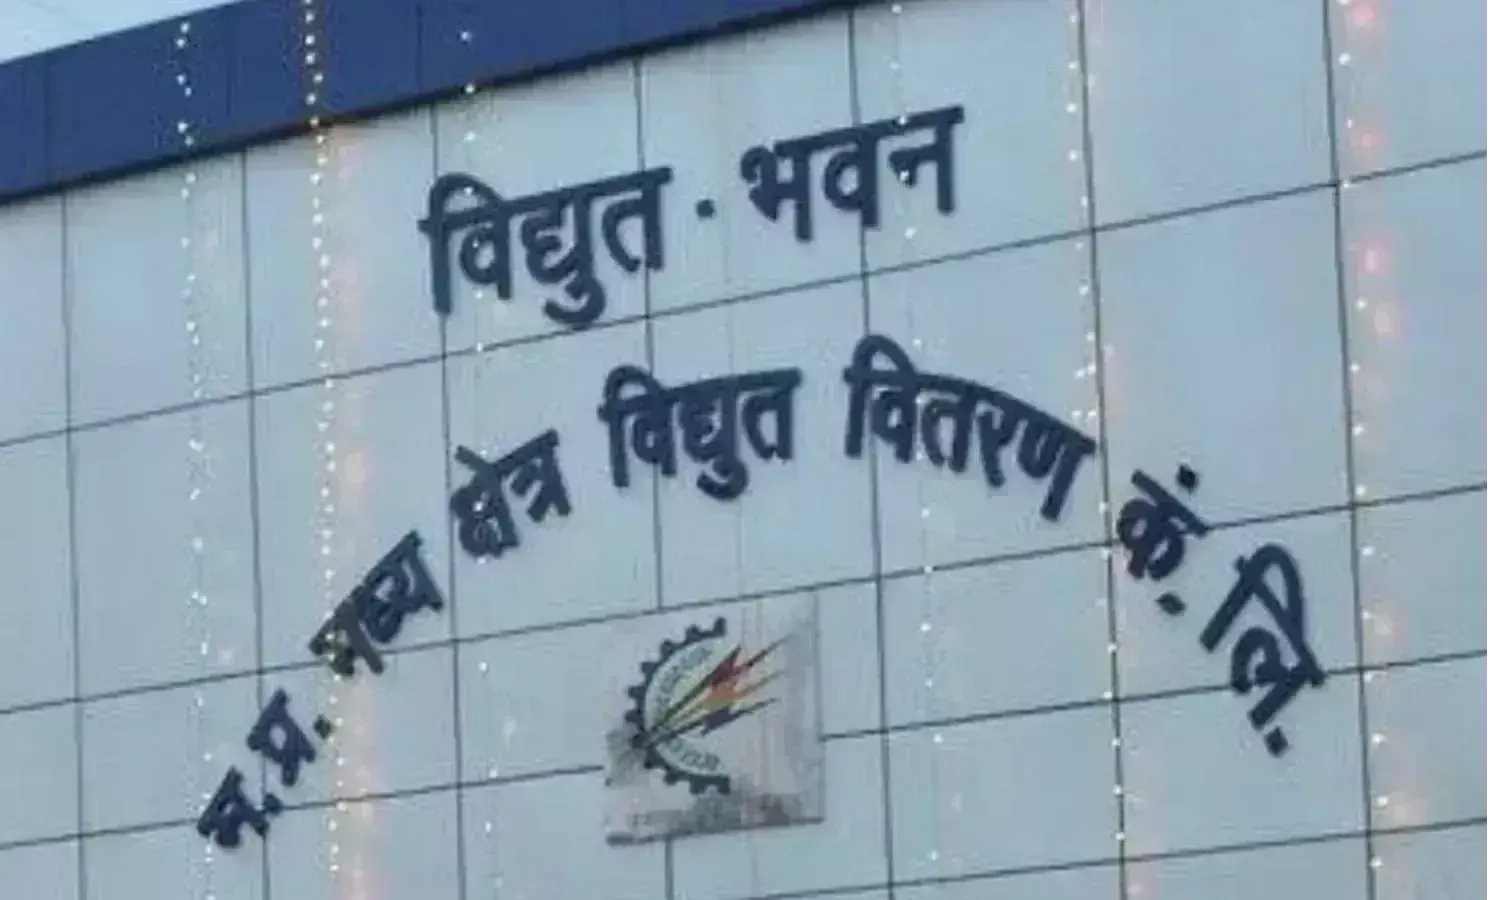 विद्युत - भवन
म.प्र. मध्य क्षेत्र विद्युत वितरण कं. लि.